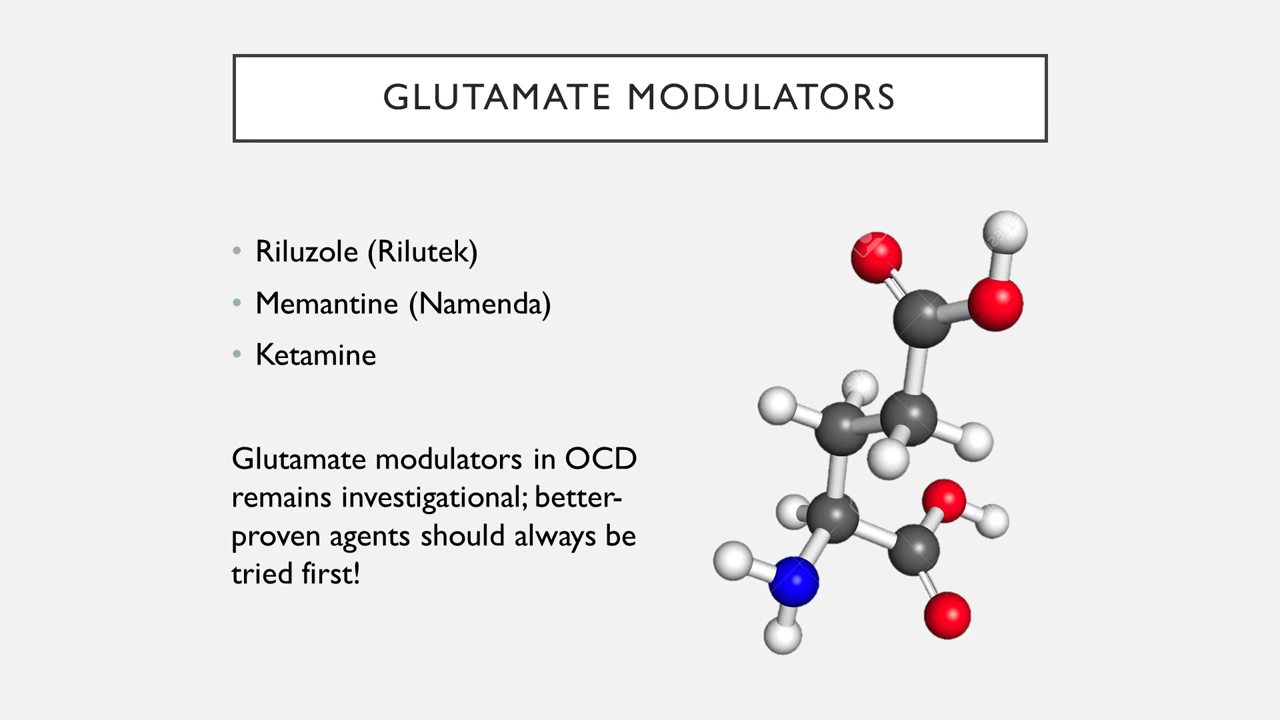 GLUTAMATE MODULATORS
• Riluzole (Rilutek)
• Memantine (Namenda)
• Ketamine
Glutamate modulators in OCD
remains investigational; better-
proven agents should always be
tried first!